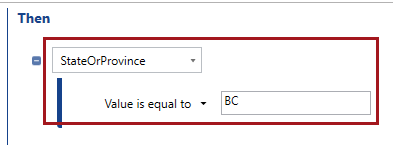 Then
StateOrProvince
Value is equal to BC